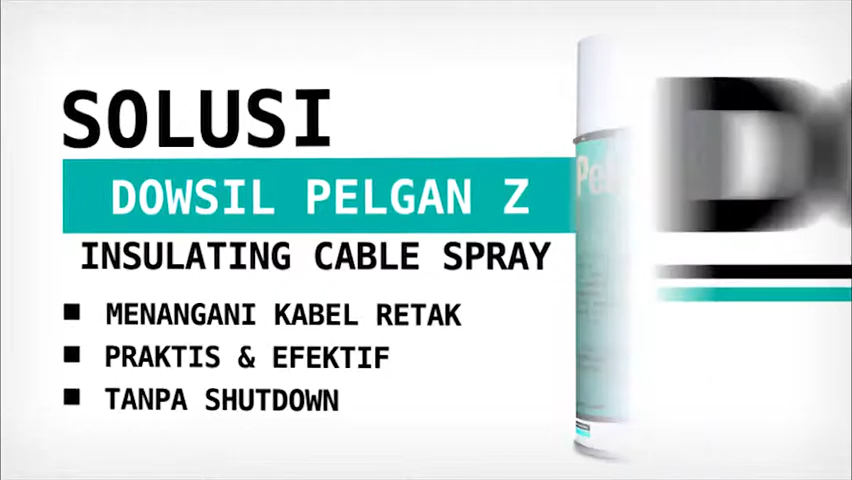 SOLUSI
DOWSIL PELGAN Z
INSULATING CABLE SPRAY
■ MENANGANI KABEL RETAK
■ PRAKTIS & EFEKTIF
■ TANPA SHUTDOWN